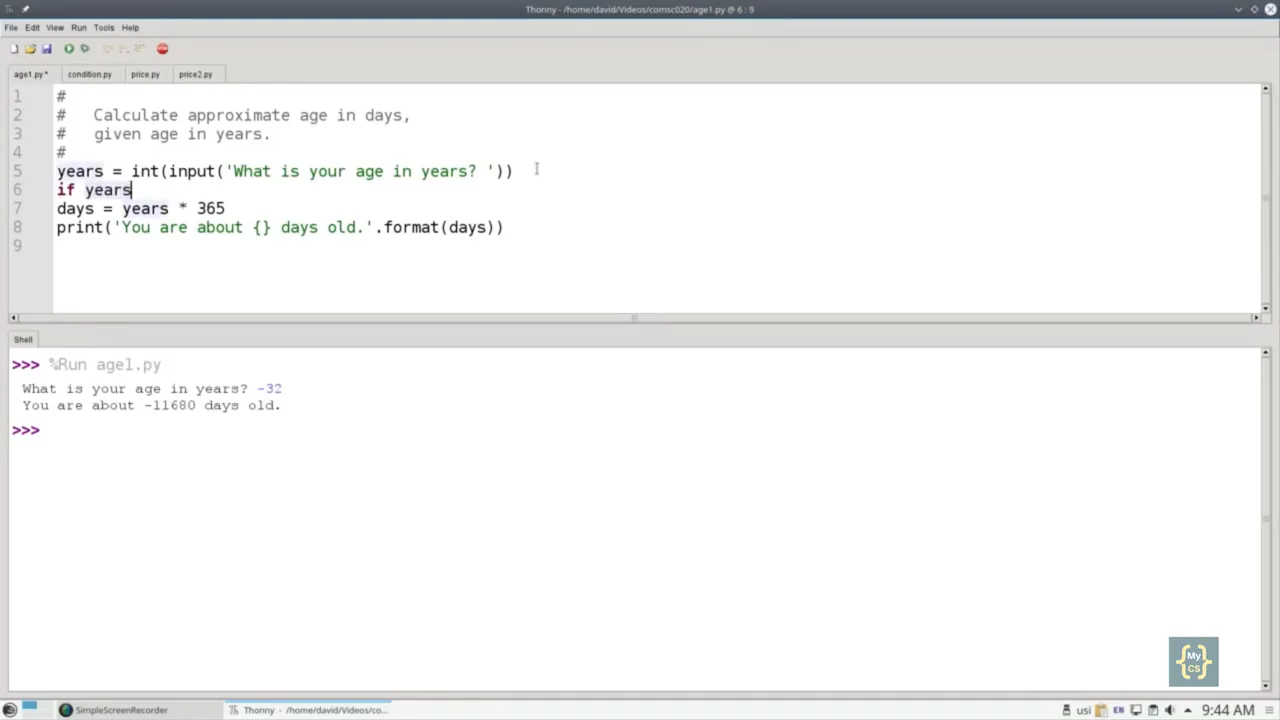 Thonny - /home/david/Videos/comsc020/age1.py @ 6 : 9
File Edit View Run Tools Help
age1.py * condition.py price.py price2.py
1 #
2 # Calculate approximate age in days,
3 # given age in years.
4 #
5 years = int(input('What is your age in years? '))
6 if years
7 days = years * 365
8 print('You are about {} days old.'.format(days))
9
Shell
>>> %Run age1.py
What is your age in years? -32
You are about -11680 days old.
>>>
{My
CS}
SimpleScreenRecorder Thonny - /home/david/Videos/co... usi EN 9:44 AM